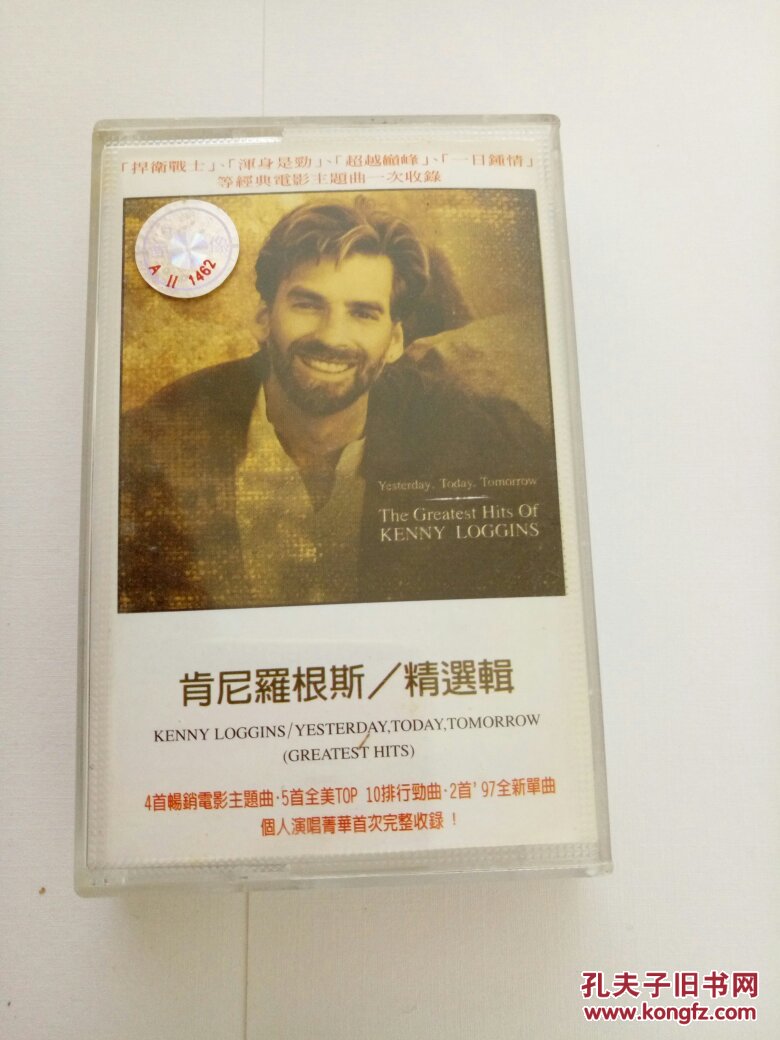 「捍衛戰士」、「渾身是勁」、「超越巔峰」、「一日鍾情」
等經典電影主題曲一次收錄
A II 1462
Yesterday, Today, Tomorrow
The Greatest Hits Of
KENNY LOGGINS
肯尼羅根斯/精選輯
KENNY LOGGINS/YESTERDAY,TODAY,TOMORROW
(GREATEST HITS)
4首暢銷電影主題曲·5首全美TOP 10排行勁曲·2首'97全新單曲
個人演唱菁華首次完整收錄!
孔夫子旧书网
www.kongfz.com